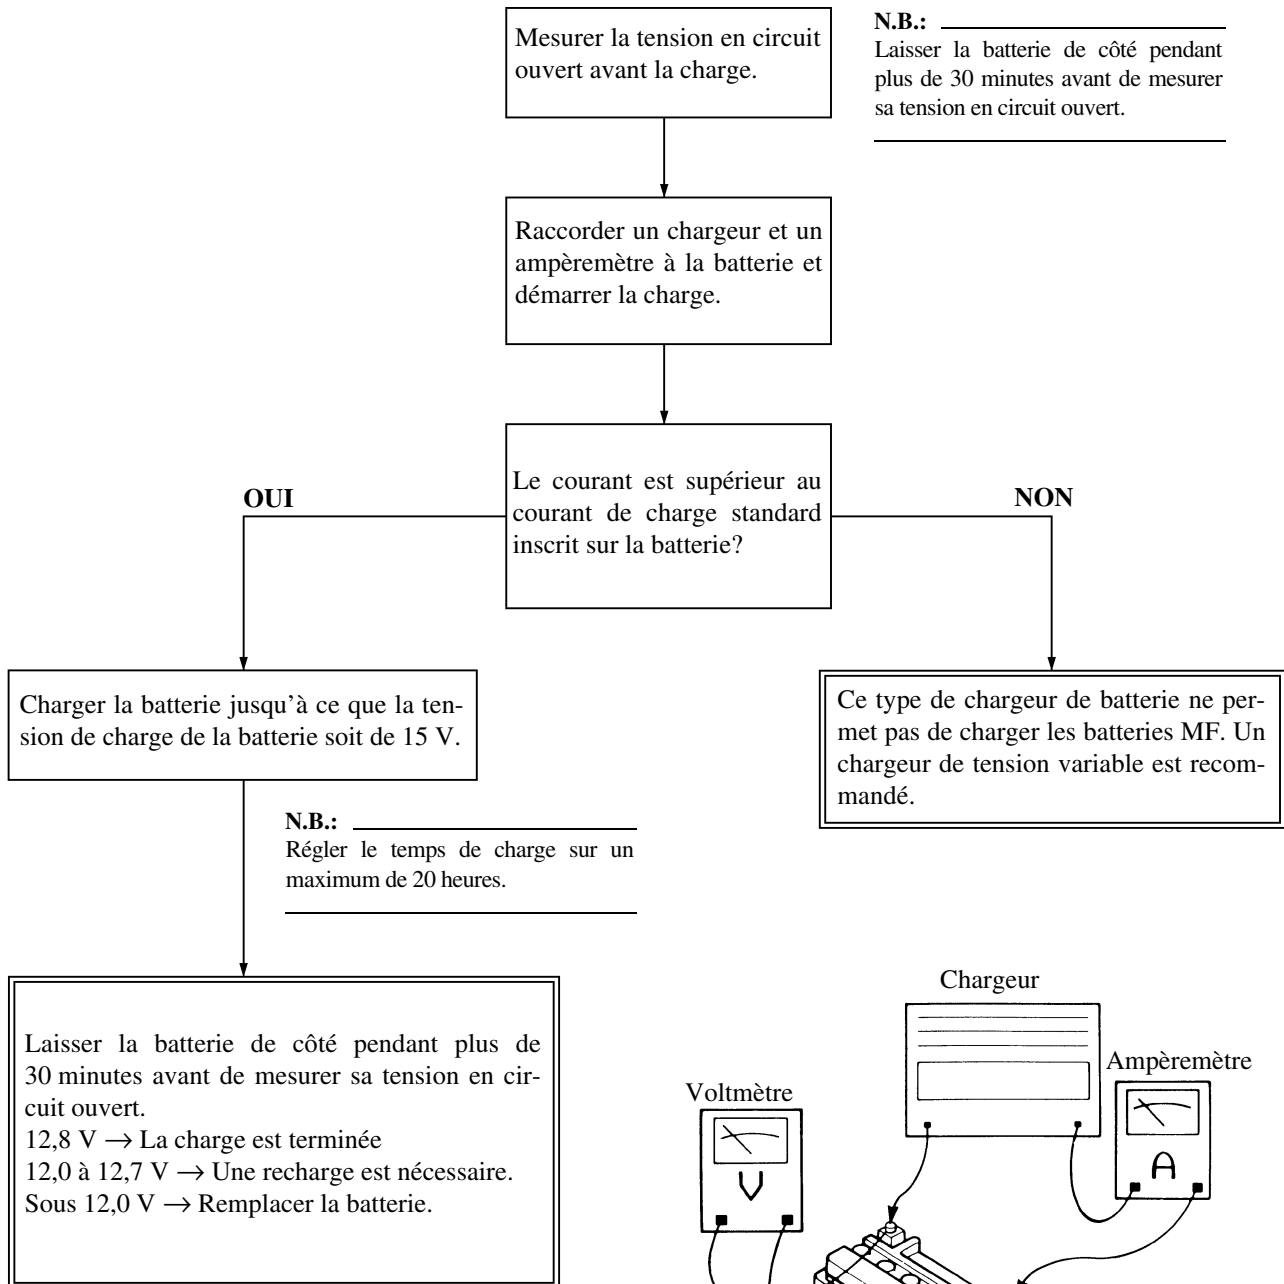 Mesurer la tension en circuit
ouvert avant la charge.
N.B.:
Laisser la batterie de côté pendant
plus de 30 minutes avant de mesurer
sa tension en circuit ouvert.
Raccorder un chargeur et un
ampèremètre à la batterie et
démarrer la charge.
Le courant est supérieur au
courant de charge standard
inscrit sur la batterie?
OUI
NON
Charger la batterie jusqu'à ce que la ten-
sion de charge de la batterie soit de 15 V.
Ce type de chargeur de batterie ne per-
met pas de charger les batteries MF. Un
chargeur de tension variable est recom-
mandé.
N.B.:
Régler le temps de charge sur un
maximum de 20 heures.
Laisser la batterie de côté pendant plus de
30 minutes avant de mesurer sa tension en cir-
cuit ouvert.
12,8 V → La charge est terminée
12,0 à 12,7 V → Une recharge est nécessaire.
Sous 12,0 V → Remplacer la batterie.
Chargeur
Ampèremètre
Voltmètre
A
V